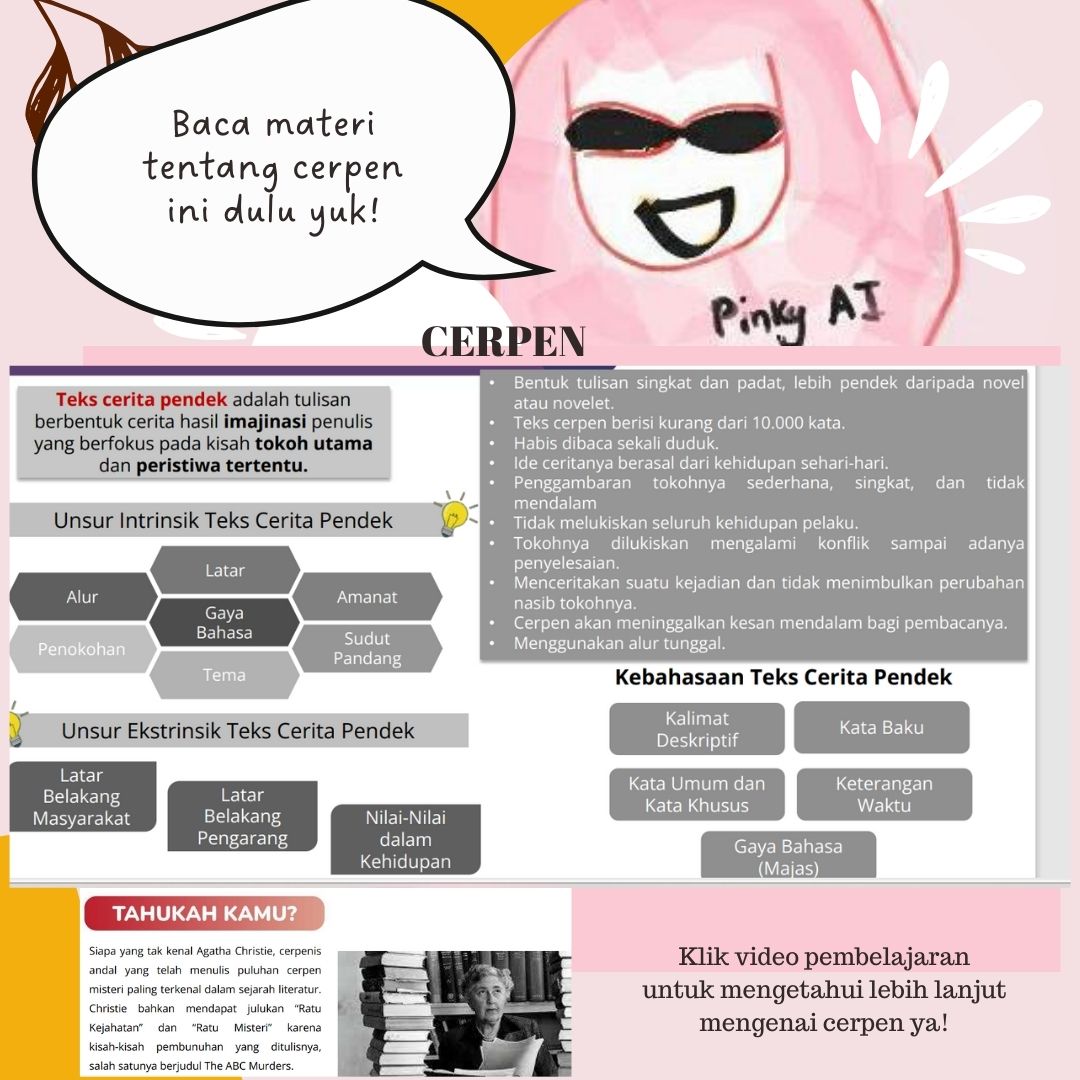 Baca materi
tentang cerpen
ini dulu yuk!
Pinky AI
CERPEN
Teks cerita pendek adalah tulisan
berbentuk cerita hasil imajinasi penulis
yang berfokus pada kisah tokoh utama
dan peristiwa tertentu.
Unsur Intrinsik Teks Cerita Pendek
Latar
Alur
Amanat
Gaya
Bahasa
Penokohan
Sudut
Pandang
Tema
Unsur Ekstrinsik Teks Cerita Pendek
Latar
Belakang
Masyarakat
Latar
Belakang
Pengarang
Nilai-Nilai
dalam
Kehidupan
• Bentuk tulisan singkat dan padat, lebih pendek daripada novel
atau novelet.
• Teks cerpen berisi kurang dari 10.000 kata.
• Habis dibaca sekali duduk.
• Ide ceritanya berasal dari kehidupan sehari-hari.
• Penggambaran tokohnya sederhana, singkat, dan tidak
mendalam
• Tidak melukiskan seluruh kehidupan pelaku.
• Tokohnya dilukiskan mengalami konflik sampai adanya
penyelesaian.
• Menceritakan suatu kejadian dan tidak menimbulkan perubahan
nasib tokohnya.
• Cerpen akan meninggalkan kesan mendalam bagi pembacanya.
• Menggunakan alur tunggal.
Kebahasaan Teks Cerita Pendek
Kalimat
Deskriptif
Kata Baku
Kata Umum dan
Kata Khusus
Keterangan
Waktu
Gaya Bahasa
(Majas)
TAHUKAH KAMU?
Siapa yang tak kenal Agatha Christie, cerpenis
andal yang telah menulis puluhan cerpen
misteri paling terkenal dalam sejarah literatur.
Christie bahkan mendapat julukan “Ratu
Kejahatan” dan “Ratu Misteri” karena
kisah-kisah pembunuhan yang ditulisnya,
salah satunya berjudul The ABC Murders.
Klik video pembelajaran
untuk mengetahui lebih lanjut
mengenai cerpen ya!